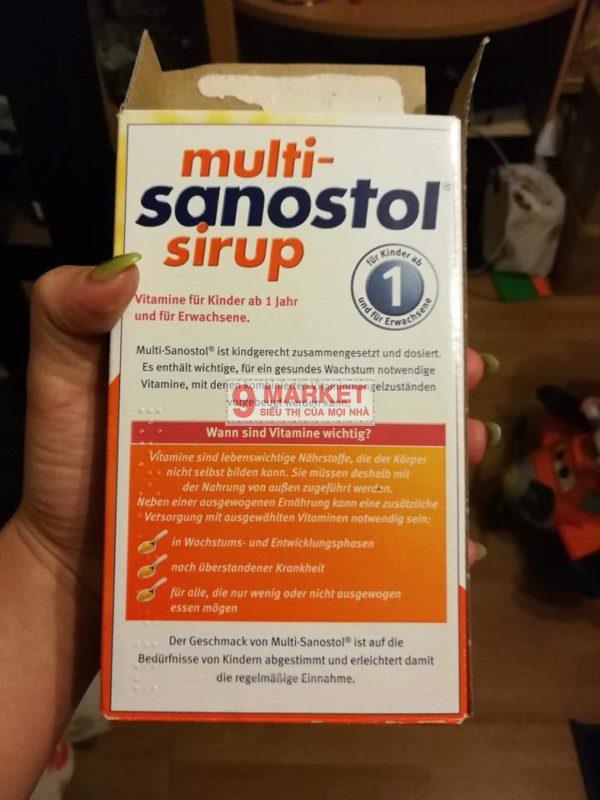 multi-
sanostol®
sirup
für Kinder ab
1
und für Erwachsene
Vitamine für Kinder ab 1 Jahr
und für Erwachsene.
Multi-Sanostol® ist kindgerecht zusammengesetzt und dosiert.
Es enthält wichtige, für ein gesundes Wachstum notwendige
Vitamine, mit denen kombinierten Vitaminmangelzuständen
vorgebeugt werden kann.
9 MARKET
SIÊU THỊ CỦA MỌI NHÀ
Wann sind Vitamine wichtig?
Vitamine sind lebenswichtige Nährstoffe, die der Körper
nicht selbst bilden kann. Sie müssen deshalb mit
der Nahrung von außen zugeführt werden.
Neben einer ausgewogenen Ernährung kann eine zusätzliche
Versorgung mit ausgewählten Vitaminen notwendig sein:
in Wachstums- und Entwicklungsphasen
nach überstandener Krankheit
für alle, die nur wenig oder nicht ausgewogen
essen mögen
Der Geschmack von Multi-Sanostol® ist auf die
Bedürfnisse von Kindern abgestimmt und erleichtert damit
die regelmäßige Einnahme.